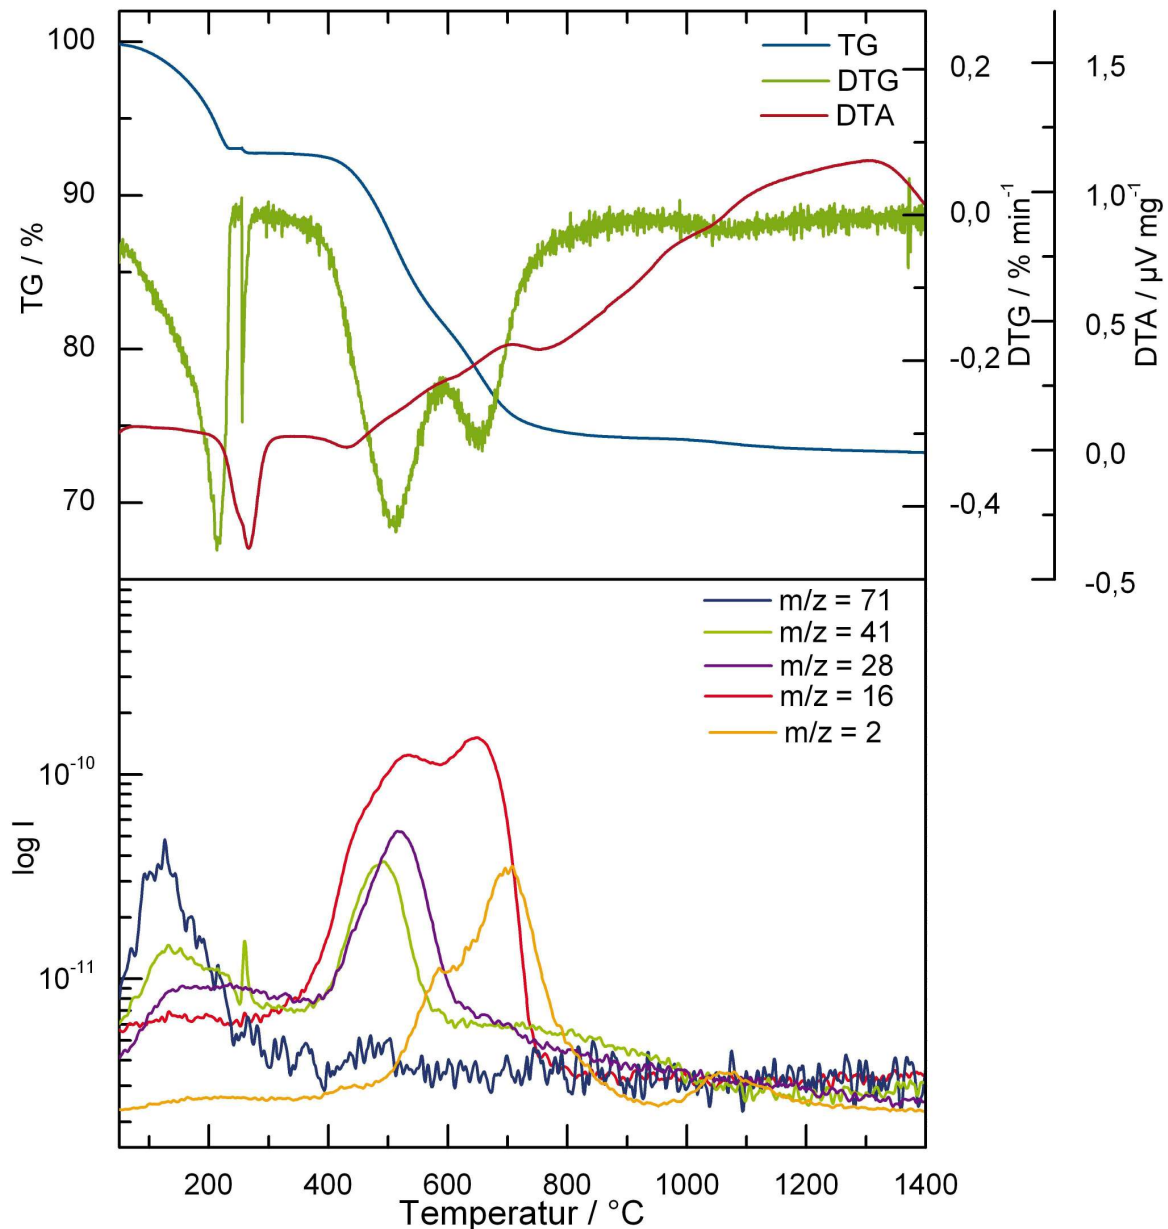 TG
DTG
DTA
100
90
80
70
TG / %
0,2
0,0
-0,2
-0,4
DTG / % min⁻¹
1,5
1,0
0,5
0,0
-0,5
DTA / µV mg⁻¹
m/z = 71
m/z = 41
m/z = 28
m/z = 16
m/z = 2
10⁻¹⁰
10⁻¹¹
log I
200 400 600 800 1000 1200 1400
Temperatur / °C